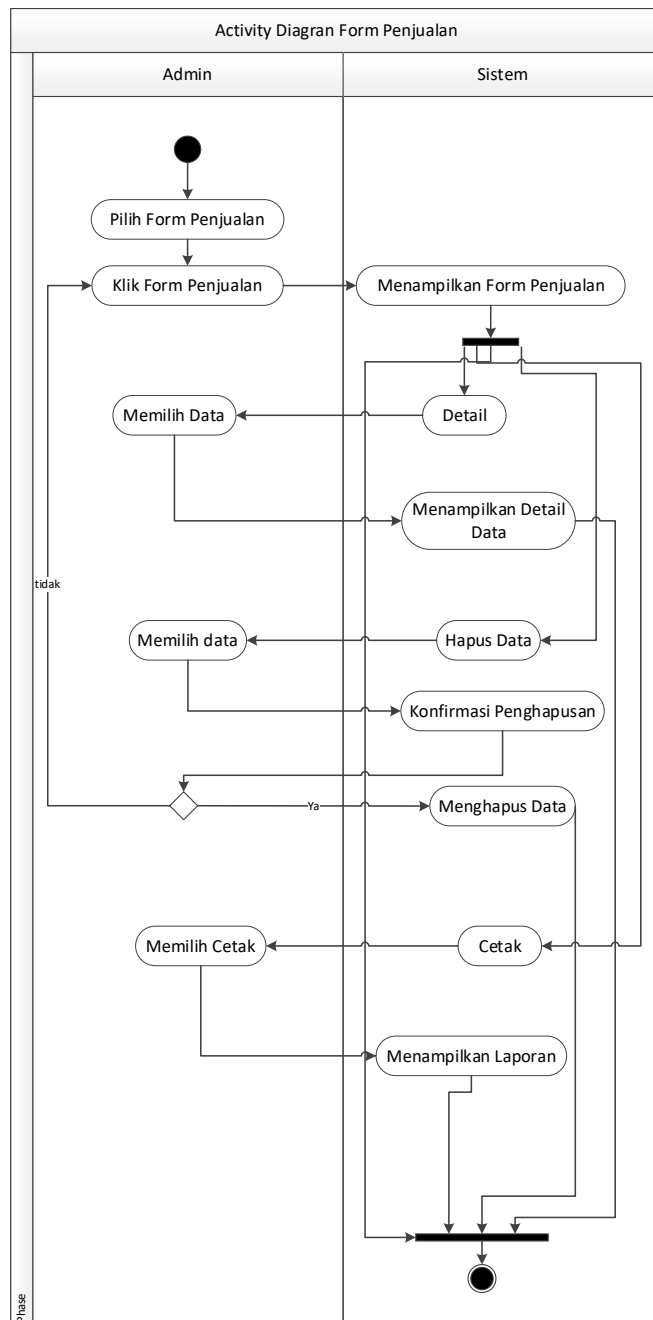 Activity Diagran Form Penjualan
Admin
Sistem
Pilih Form Penjualan
Klik Form Penjualan
Menampilkan Form Penjualan
Memilih Data
Detail
Menampilkan Detail
Data
tidak
Memilih data
Hapus Data
Konfirmasi Penghapusan
Ya
Menghapus Data
Memilih Cetak
Cetak
Menampilkan Laporan
Phase